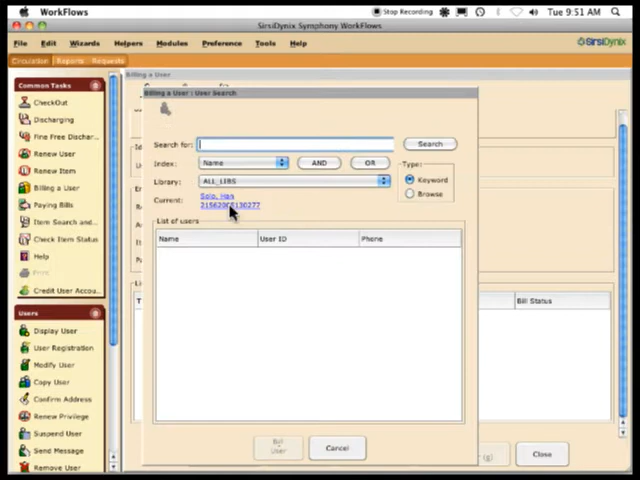 WorkFlows
Stop Recording
Tue 9:51 AM
SirsiDynix Symphony WorkFlows
File Edit Wizards Helpers Modules Preference Tools Help
SirsiDynix
Circulation Reports Requests
Common Tasks
CheckOut
Discharging
Fine Free Dischar...
Renew User
Renew Item
Billing a User
Paying Bills
Item Search and...
Check Item Status
Help
Print
Credit User Accou...
Users
Display User
User Registration
Modify User
Copy User
Confirm Address
Renew Privilege
Suspend User
Send Message
Remove User
Billing a User
Billing a User : User Search
Search for:
Search
Index: Name AND OR
Type:
Keyword
Browse
Library: ALL_LIBS
Current: Solo, Han
List of users
Name User ID Phone
Bill Status
Bill User
Cancel
(g)
Close